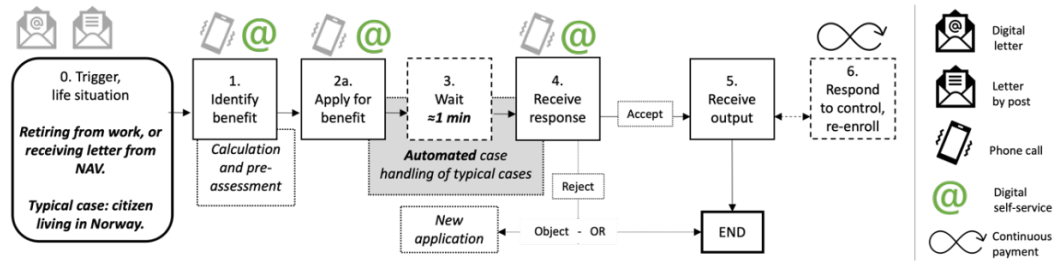 0. Trigger,
life situation
Retiring from work, or
receiving letter from
NAV.
Typical case: citizen
living in Norway.
1.
Identify
benefit
Calculation
and pre-
assessment
2a.
Apply for
benefit
3.
Wait
≈1 min
Automated case
handling of typical cases
4.
Receive
response
Accept
Reject
New
application
Object - OR
5.
Receive
output
END
6.
Respond
to control,
re-enroll
@
Digital
letter
Letter
by post
Phone call
@
Digital
self-service
Continuous
payment